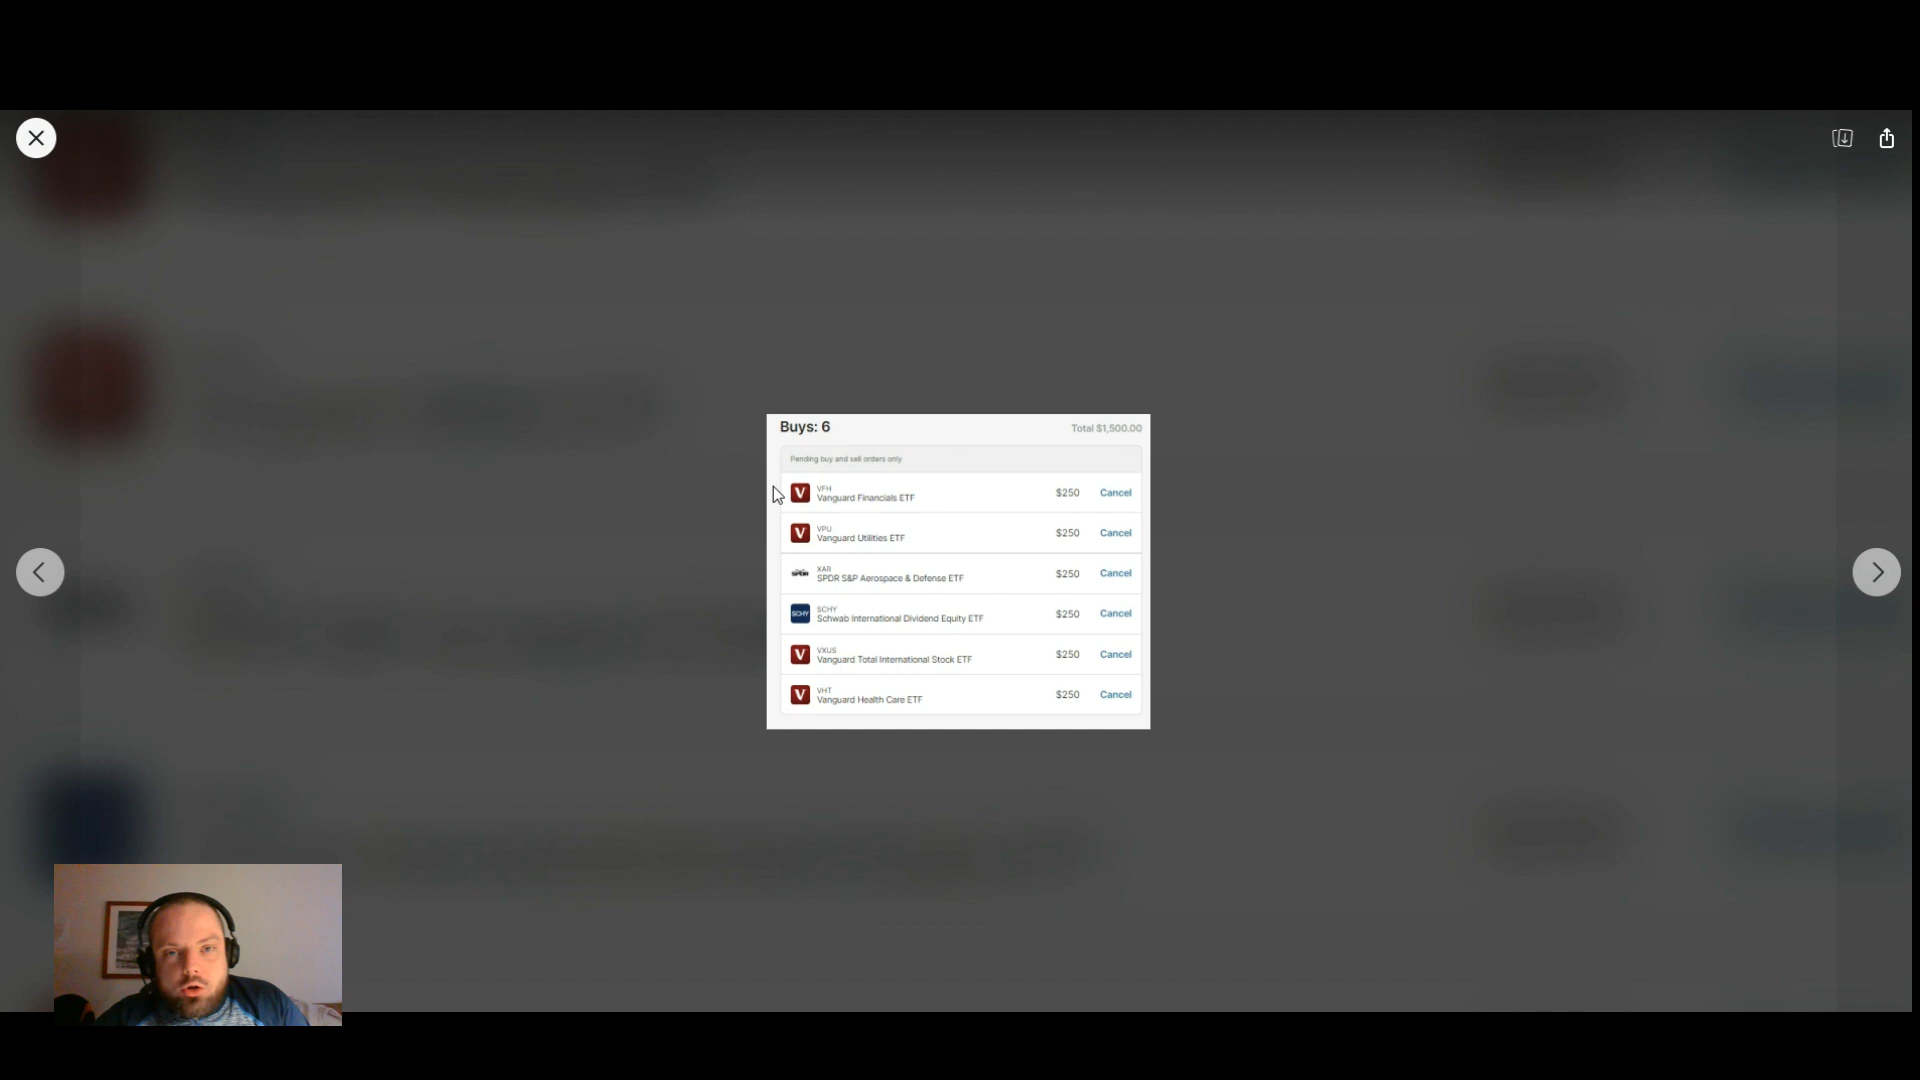 Buys: 6 Total $1,500.00
Pending buy and sell orders only
VFH
Vanguard Financials ETF $250 Cancel
VPU
Vanguard Utilities ETF $250 Cancel
XAR
SPDR S&P Aerospace & Defense ETF $250 Cancel
SCHY
Schwab International Dividend Equity ETF $250 Cancel
VXUS
Vanguard Total International Stock ETF $250 Cancel
VHT
Vanguard Health Care ETF $250 Cancel
V
V
SPDR
SCHY
V
V